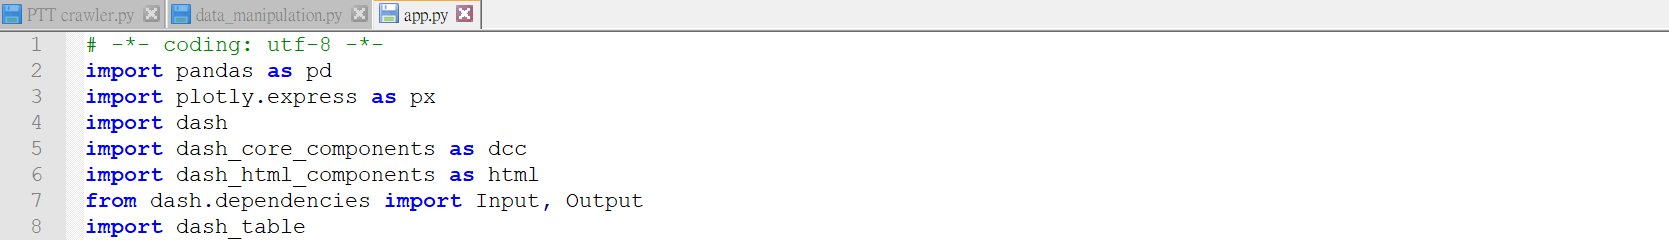 PTT crawler.py data_manipulation.py app.py
1 # -*- coding: utf-8 -*-
2 import pandas as pd
3 import plotly.express as px
4 import dash
5 import dash_core_components as dcc
6 import dash_html_components as html
7 from dash.dependencies import Input, Output
8 import dash_table